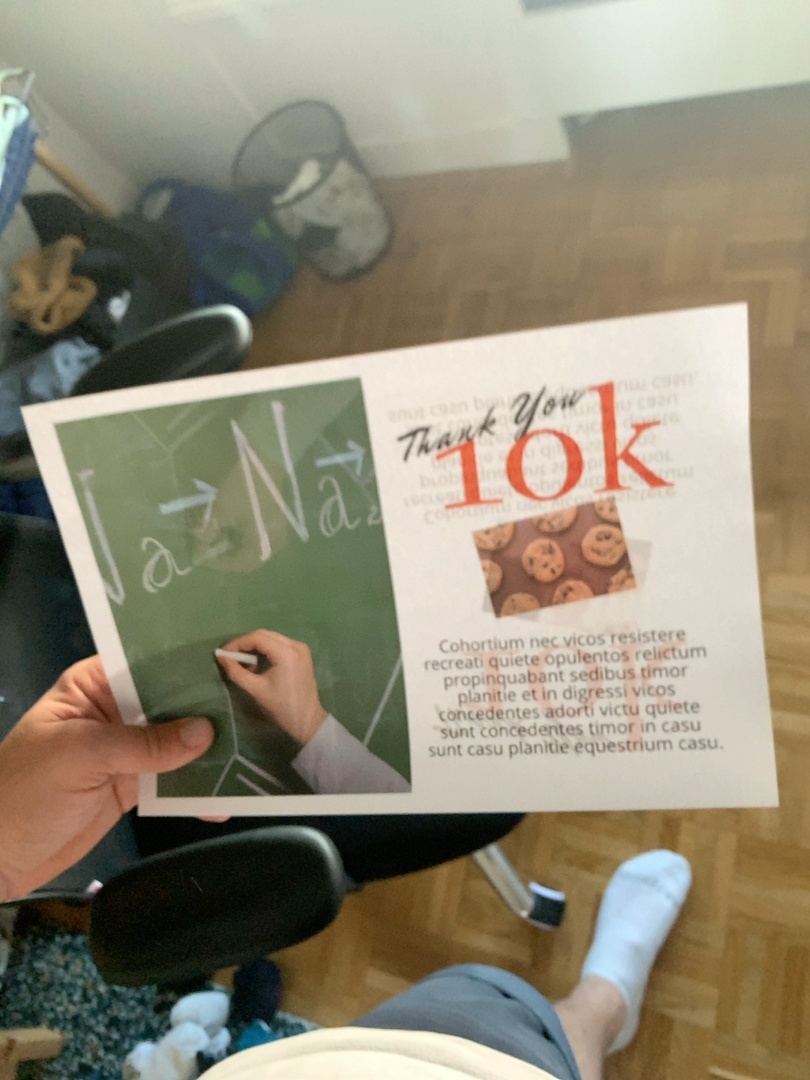 Na → Na₂
Thank You
10k
Cohortium nec vicos resistere
recreati quiete opulentos relictum
propinquabant sedibus timor
planitie et in digressi vicos
concedentes adorti victu quiete
sunt concedentes timor in casu
sunt casu planitie equestrium casu.